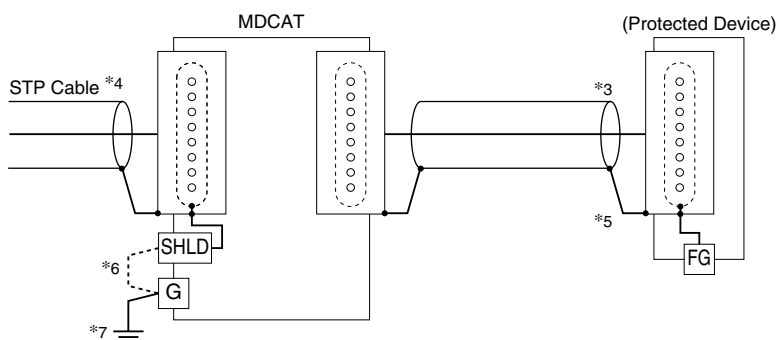 MDCAT
(Protected Device)
STP Cable *4
*3
*5
SHLD
*6
FG
G
*7